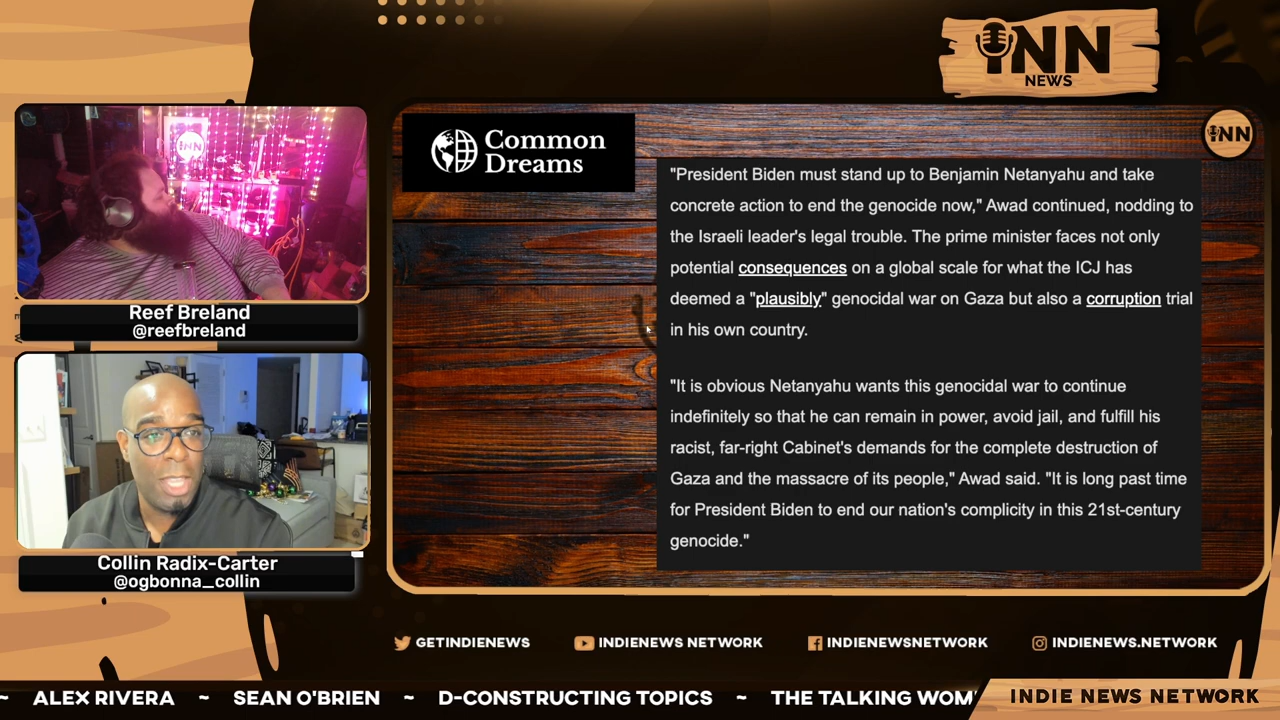 INN
NEWS
Common
Dreams
INN
"President Biden must stand up to Benjamin Netanyahu and take
concrete action to end the genocide now," Awad continued, nodding to
the Israeli leader's legal trouble. The prime minister faces not only
potential consequences on a global scale for what the ICJ has
deemed a "plausibly" genocidal war on Gaza but also a corruption trial
in his own country.
"It is obvious Netanyahu wants this genocidal war to continue
indefinitely so that he can remain in power, avoid jail, and fulfill his
racist, far-right Cabinet's demands for the complete destruction of
Gaza and the massacre of its people," Awad said. "It is long past time
for President Biden to end our nation's complicity in this 21st-century
genocide."
INN
Reef Breland
@reefbreland
Collin Radix-Carter
@ogbonna_collin
GETINDIENEWS
INDIENEWS NETWORK
INDIENEWSNETWORK
INDIENEWS.NETWORK
~ ALEX RIVERA ~ SEAN O'BRIEN ~ D-CONSTRUCTING TOPICS ~ THE TALKING WOM
INDIE NEWS NETWORK